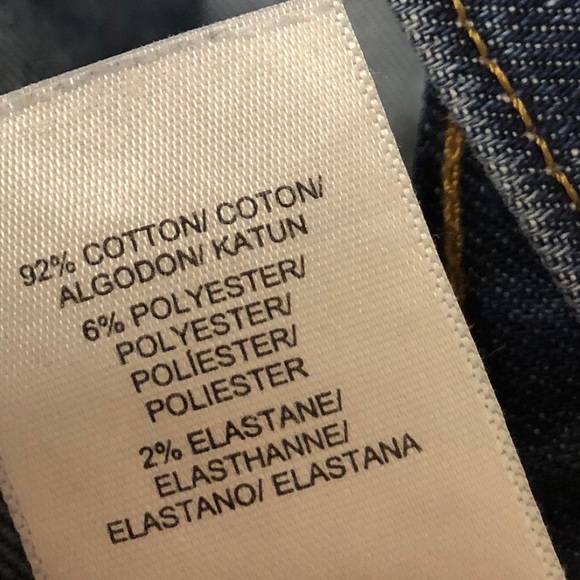 92% COTTON/ COTON/
ALGODON/ KATUN
6% POLYESTER/
POLYESTER/
POLÍESTER/
POLIESTER
2% ELASTANE/
ELASTHANNE/
ELASTANO/ ELASTANA